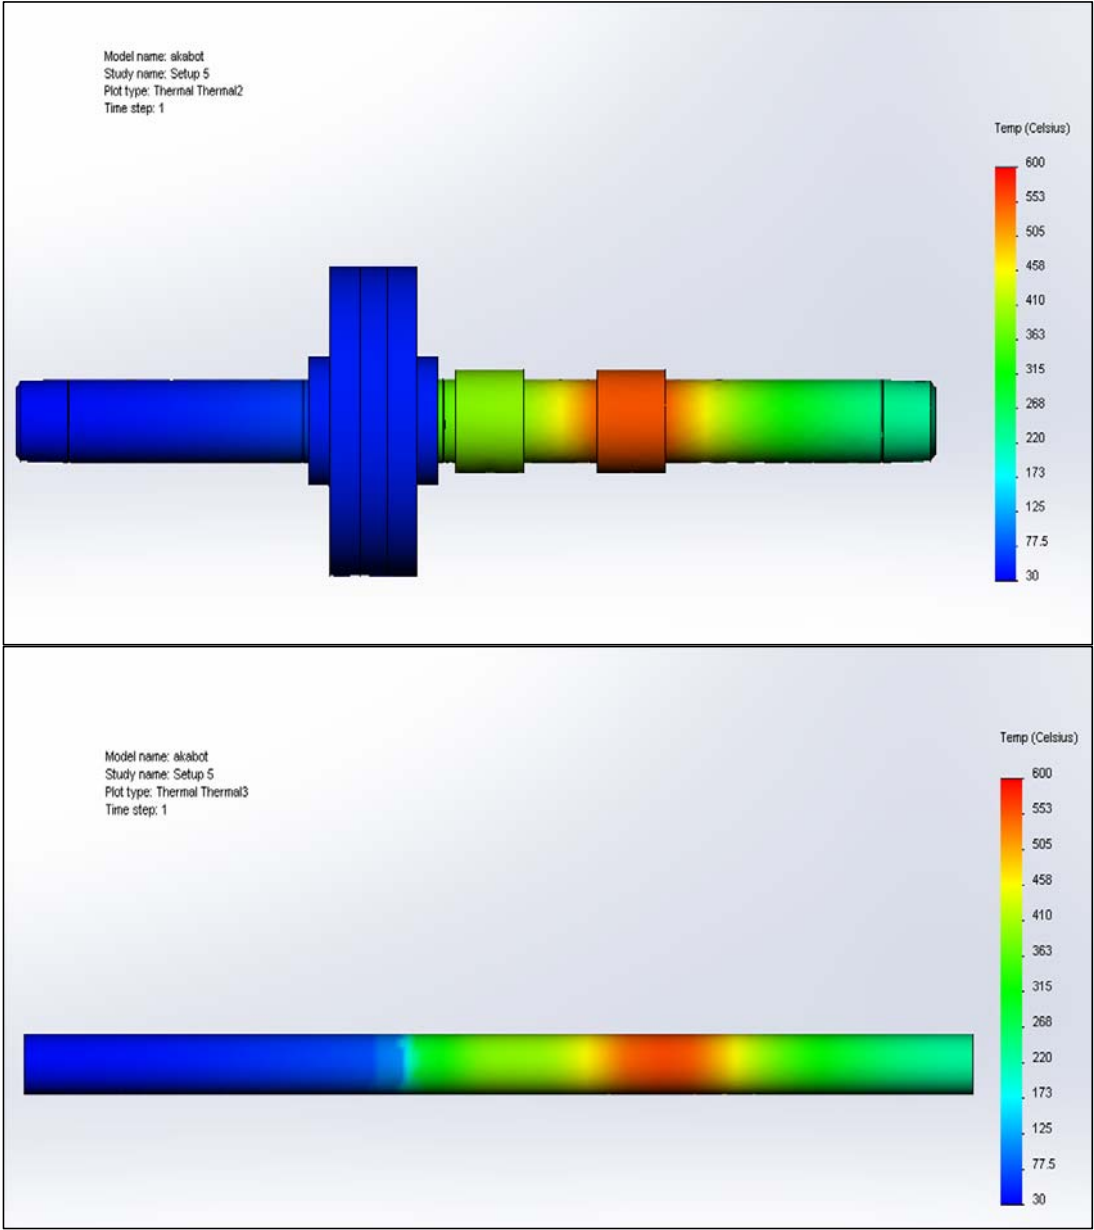 Model name: akabot
Study name: Setup 5
Plot type: Thermal Thermal2
Time step: 1
Temp (Celsius)
600
553
505
458
410
363
315
268
220
173
125
77.5
30
Model name: akabot
Study name: Setup 5
Plot type: Thermal Thermal3
Time step: 1
Temp (Celsius)
600
553
505
458
410
363
315
268
220
173
125
77.5
30